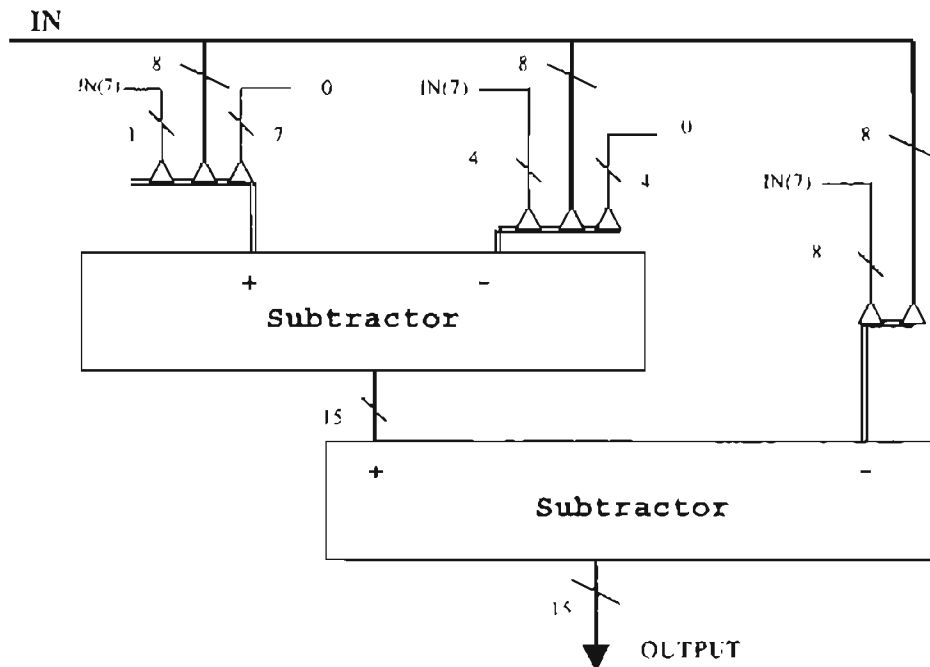 IN
8
IN(7)
0
1
7
8
IN(7)
0
4
4
8
IN(7)
8
+
-
Subtractor
15
+
-
Subtractor
15
OUTPUT